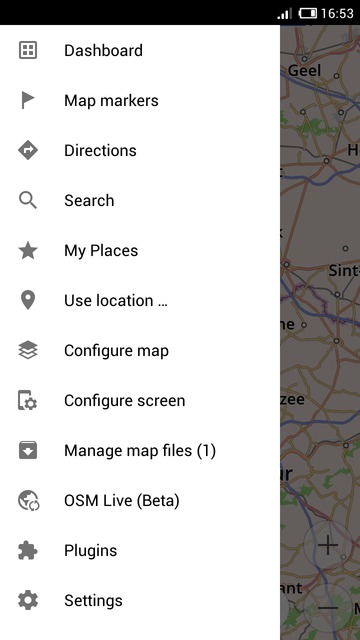 16:53
Dashboard
Geel
Map markers
Directions
Search
My Places
Sint-
Use location …
ne
Configure map
Configure screen
zee
Manage map files (1)
ur
OSM Live (Beta)
Plugins
ant
Settings